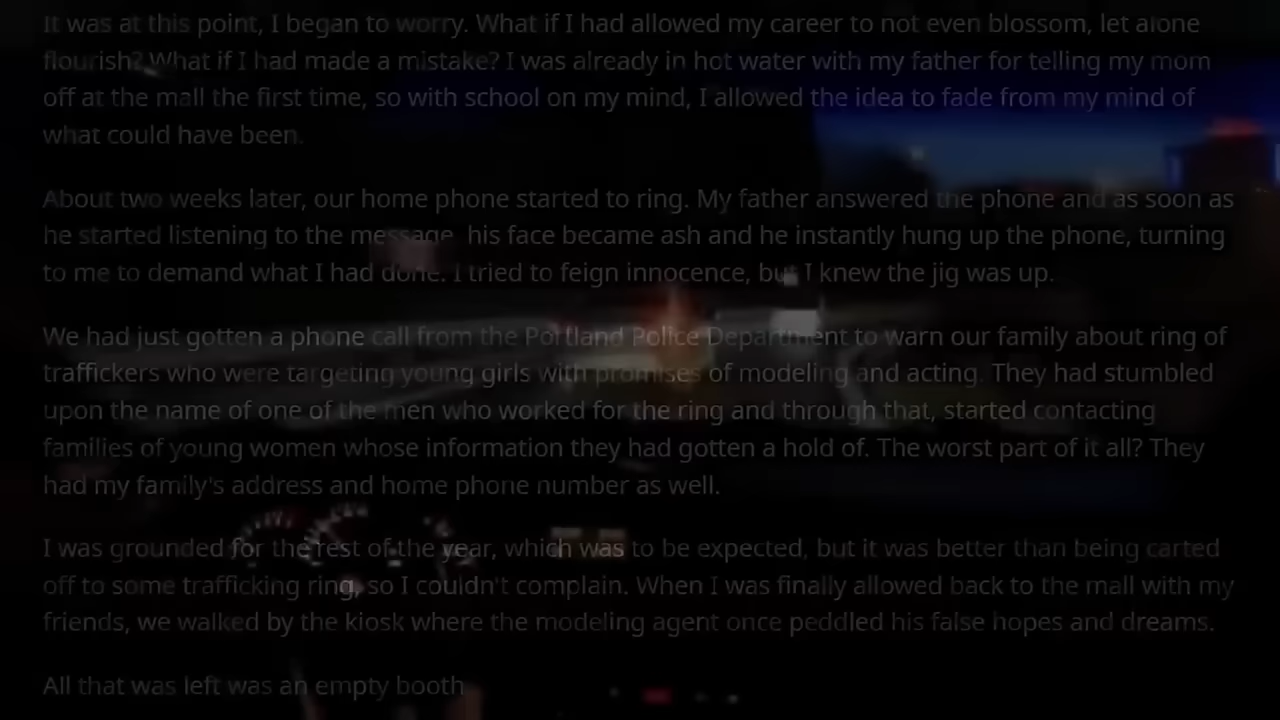 It was at this point, I began to worry. What if I had allowed my career to not even blossom, let alone
flourish? What if I had made a mistake? I was already in hot water with my father for telling my mom
off at the mall the first time, so with school on my mind, I allowed the idea to fade from my mind of
what could have been.
About two weeks later, our home phone started to ring. My father answered the phone and as soon as
he started listening to the message, his face became ash and he instantly hung up the phone, turning
to me to demand what I had done. I tried to feign innocence, but I knew the jig was up.
We had just gotten a phone call from the Portland Police Department to warn our family about ring of
traffickers who were targeting young girls with promises of modeling and acting. They had stumbled
upon the name of one of the men who worked for the ring and through that, started contacting
families of young women whose information they had gotten a hold of. The worst part of it all? They
had my family's address and home phone number as well.
I was grounded for the rest of the year, which was to be expected, but it was better than being carted
off to some trafficking ring, so I couldn't complain. When I was finally allowed back to the mall with my
friends, we walked by the kiosk where the modeling agent once peddled his false hopes and dreams.
All that was left was an empty booth